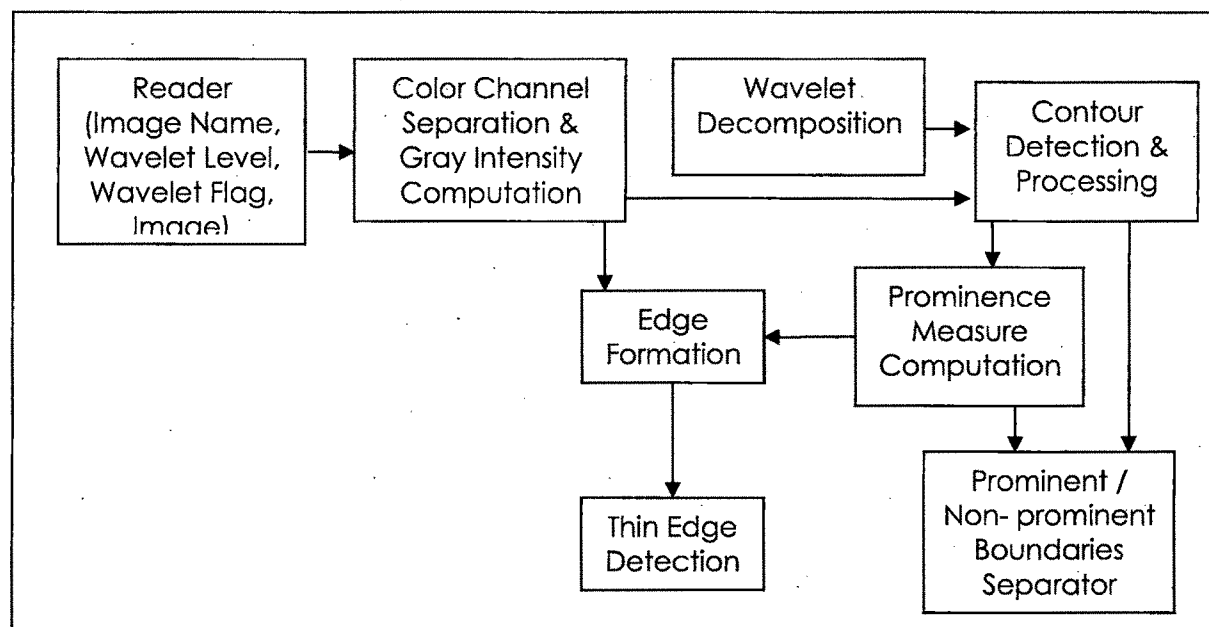 Reader
(Image Name,
Wavelet Level,
Wavelet Flag,
Image)
Color Channel
Separation &
Gray Intensity
Computation
Wavelet
Decomposition
Contour
Detection &
Processing
Edge
Formation
Prominence
Measure
Computation
Thin Edge
Detection
Prominent /
Non- prominent
Boundaries
Separator